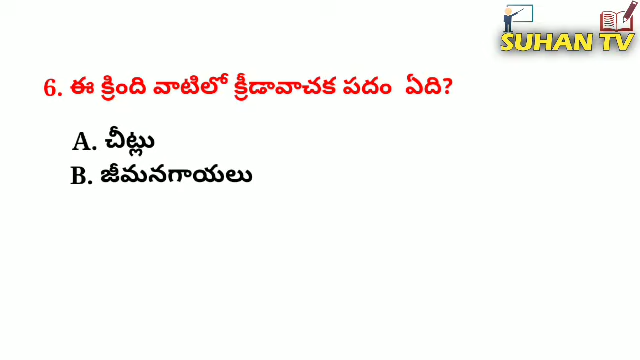 SUHAN TV
6. ఈ క్రింది వాటిలో క్రీడావాచక పదం ఏది?
A. చీట్లు
B. జీమనగాయలు